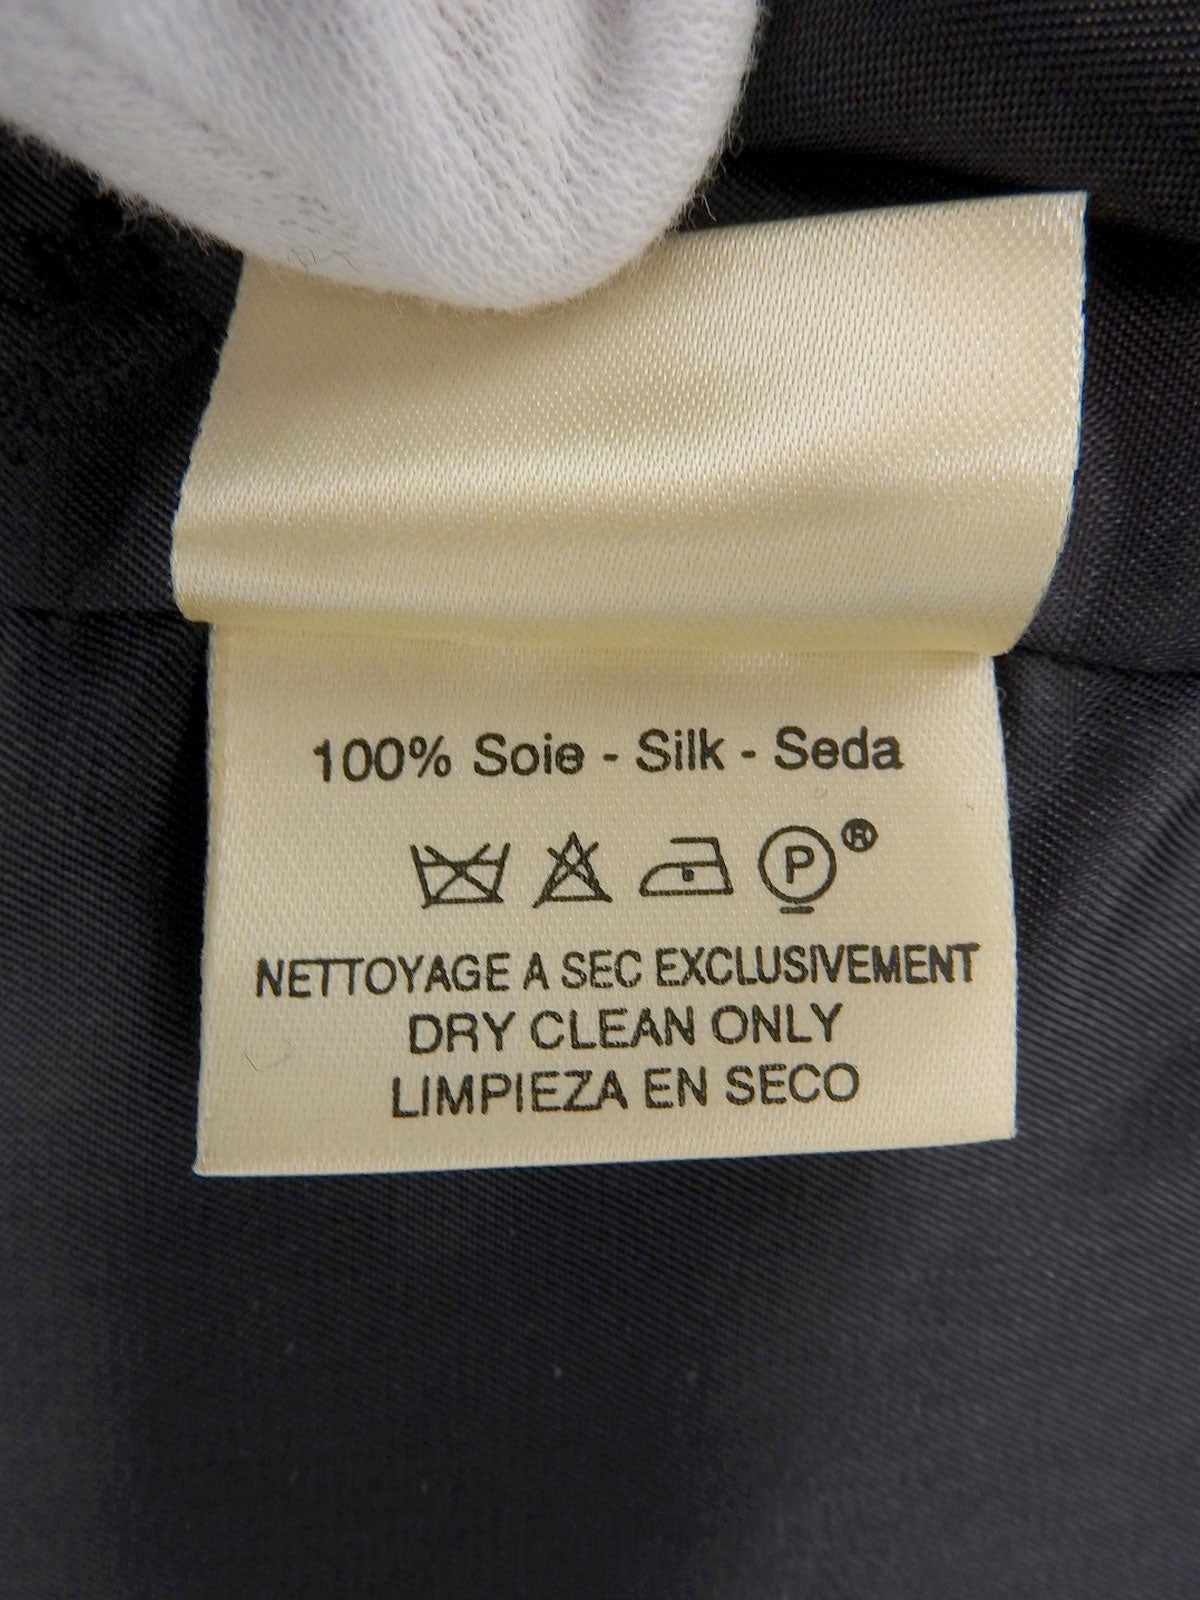 100% Soie - Silk - Seda
P ®
NETTOYAGE A SEC EXCLUSIVEMENT
DRY CLEAN ONLY
LIMPIEZA EN SECO